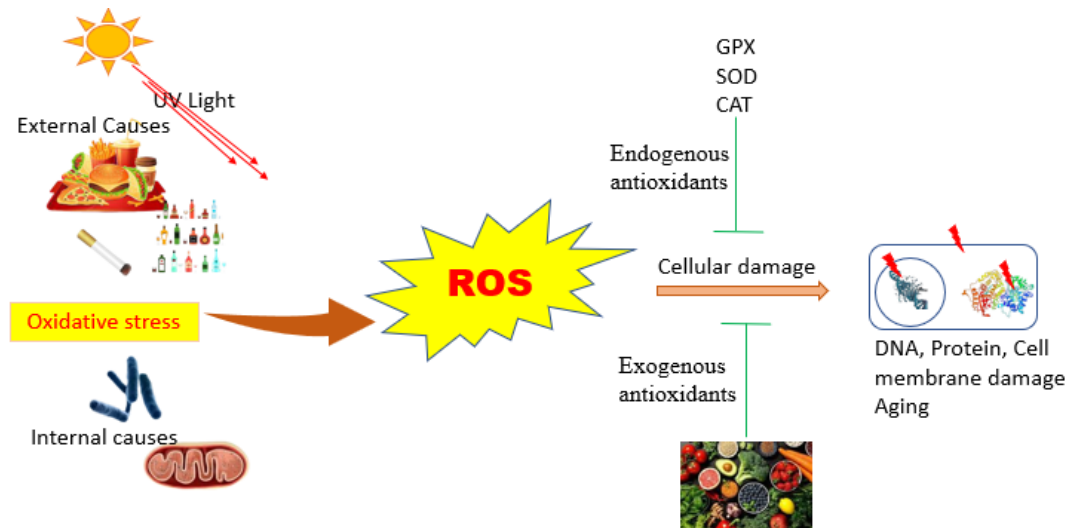 UV Light
External Causes
Oxidative stress
Internal causes
ROS
GPX
SOD
CAT
Endogenous
antioxidants
Cellular damage
Exogenous
antioxidants
DNA, Protein, Cell
membrane damage
Aging